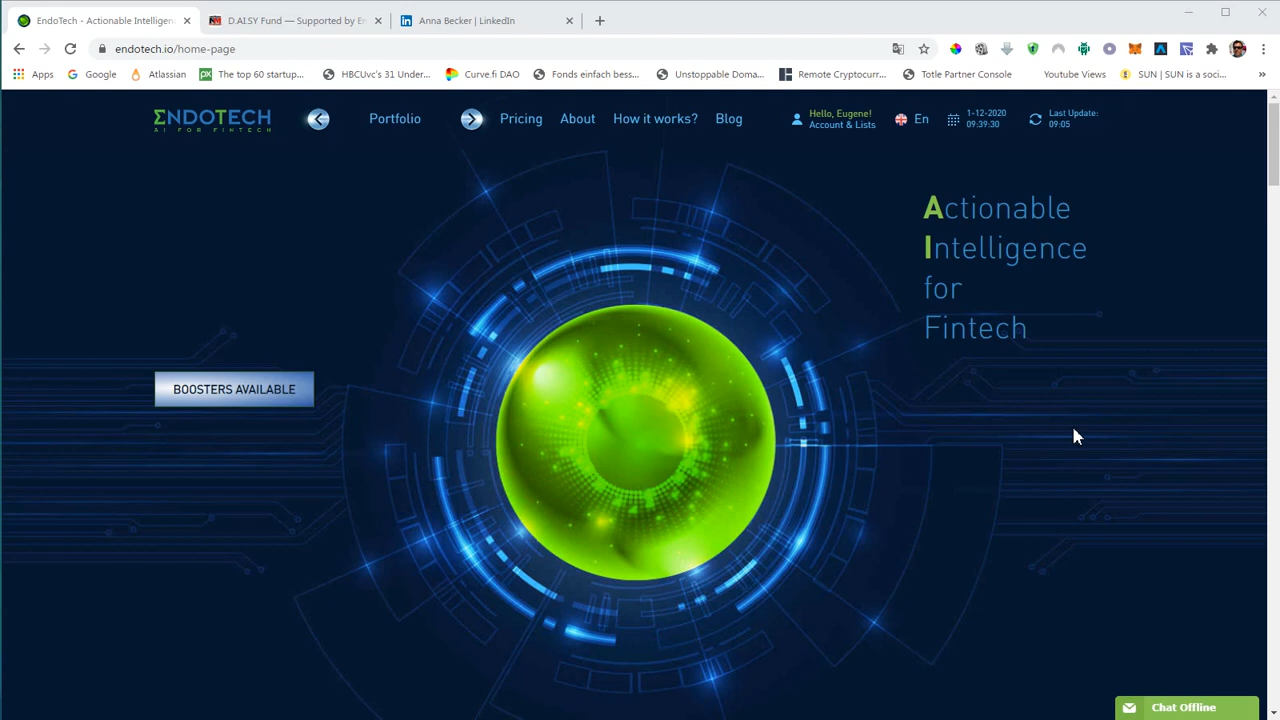 EndoTech - Actionable Intelligenc
D.AI.SY Fund — Supported by En
Anna Becker | LinkedIn
endotech.io/home-page
Apps
Google
Atlassian
The top 60 startup...
HBCUvc's 31 Under...
Curve.fi DAO
Fonds einfach bess...
Unstoppable Doma...
Remote Cryptocurr...
Totle Partner Console
Youtube Views
SUN | SUN is a soci...
ΣNDOTECH
AI FOR FINTECH
Portfolio
Pricing
About
How it works?
Blog
Hello, Eugene!
Account & Lists
En
1-12-2020
09:39:30
Last Update:
09:05
Actionable
Intelligence
for
Fintech
BOOSTERS AVAILABLE
Chat Offline